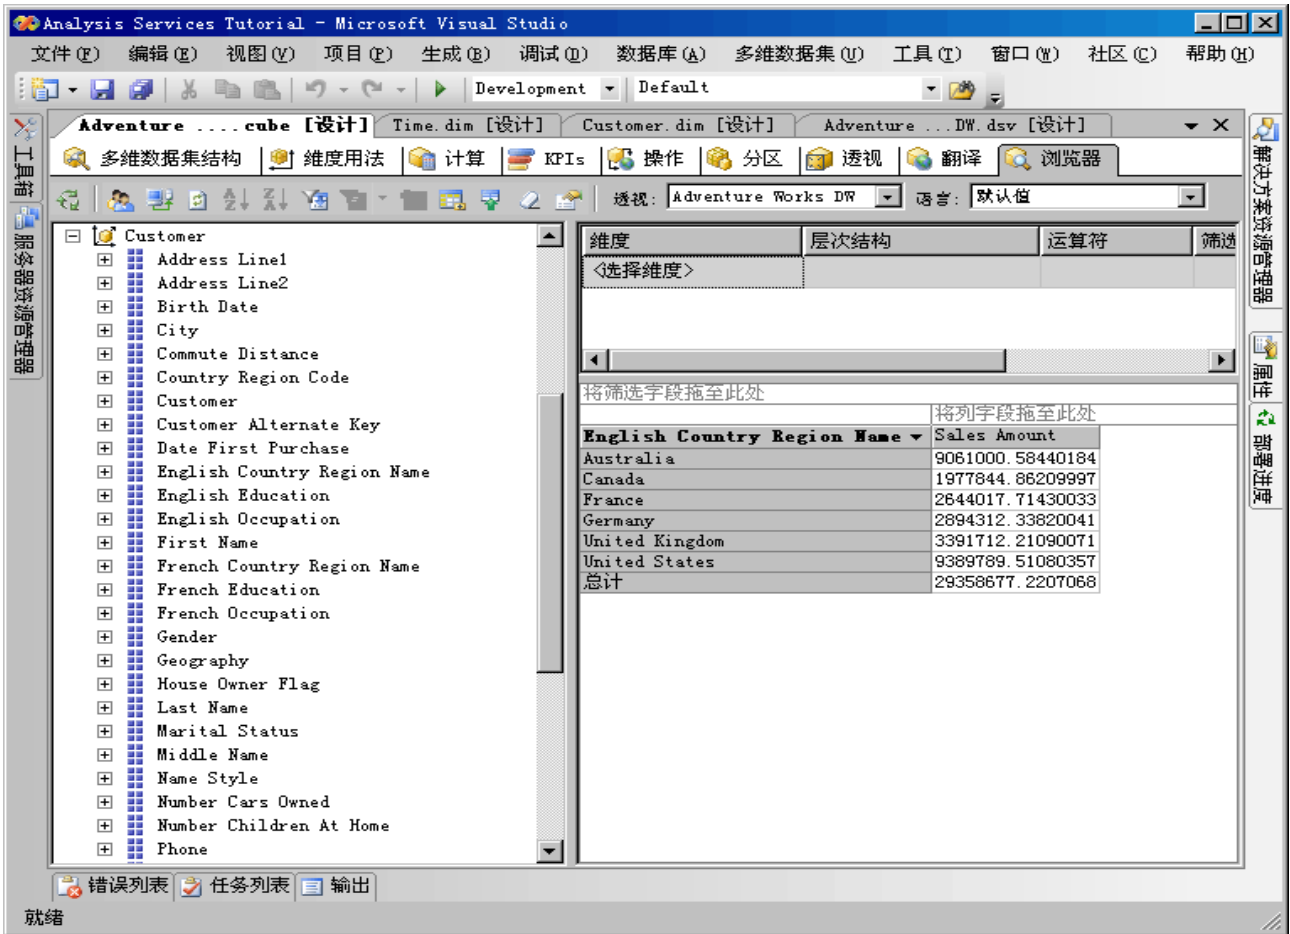 Analysis Services Tutorial - Microsoft Visual Studio
文件(F) 编辑(E) 视图(V) 项目(P) 生成(B) 调试(D) 数据库(A) 多维数据集(U) 工具(T) 窗口(W) 社区(C) 帮助(H)
Development Default
Adventure ....cube [设计] Time.dim [设计] Customer.dim [设计] Adventure ...DW.dsv [设计]
多维数据集结构 维度用法 计算 KPIs 操作 分区 透视 翻译 浏览器
透视: Adventure Works DW 语言: 默认值
工具箱
服务器资源管理器
Customer
Address Line1
Address Line2
Birth Date
City
Commute Distance
Country Region Code
Customer
Customer Alternate Key
Date First Purchase
English Country Region Name
English Education
English Occupation
First Name
French Country Region Name
French Education
French Occupation
Gender
Geography
House Owner Flag
Last Name
Marital Status
Middle Name
Name Style
Number Cars Owned
Number Children At Home
Phone
维度 层次结构 运算符 筛选
<选择维度>
将筛选字段拖至此处
将列字段拖至此处
English Country Region Name Sales Amount
Australia 9061000.58440184
Canada 1977844.86209997
France 2644017.71430033
Germany 2894312.33820041
United Kingdom 3391712.21090071
United States 9389789.51080357
总计 29358677.2207068
解决方案资源管理器
属性
部署进度
错误列表 任务列表 输出
就绪